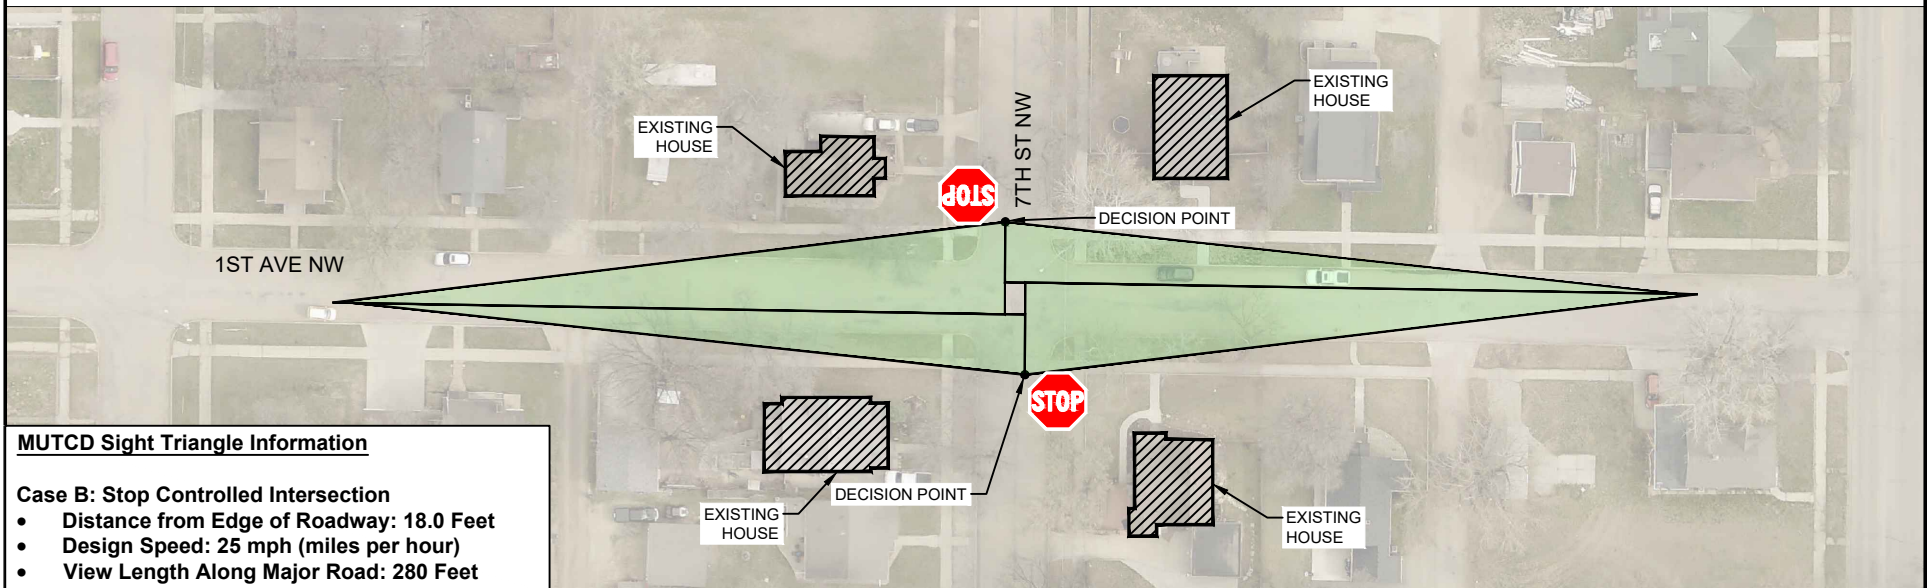 EXISTING
HOUSE
EXISTING
HOUSE
7TH ST NW
STOP
DECISION POINT
1ST AVE NW
STOP
MUTCD Sight Triangle Information
Case B: Stop Controlled Intersection
• Distance from Edge of Roadway: 18.0 Feet
• Design Speed: 25 mph (miles per hour)
• View Length Along Major Road: 280 Feet
DECISION POINT
EXISTING
HOUSE
EXISTING
HOUSE